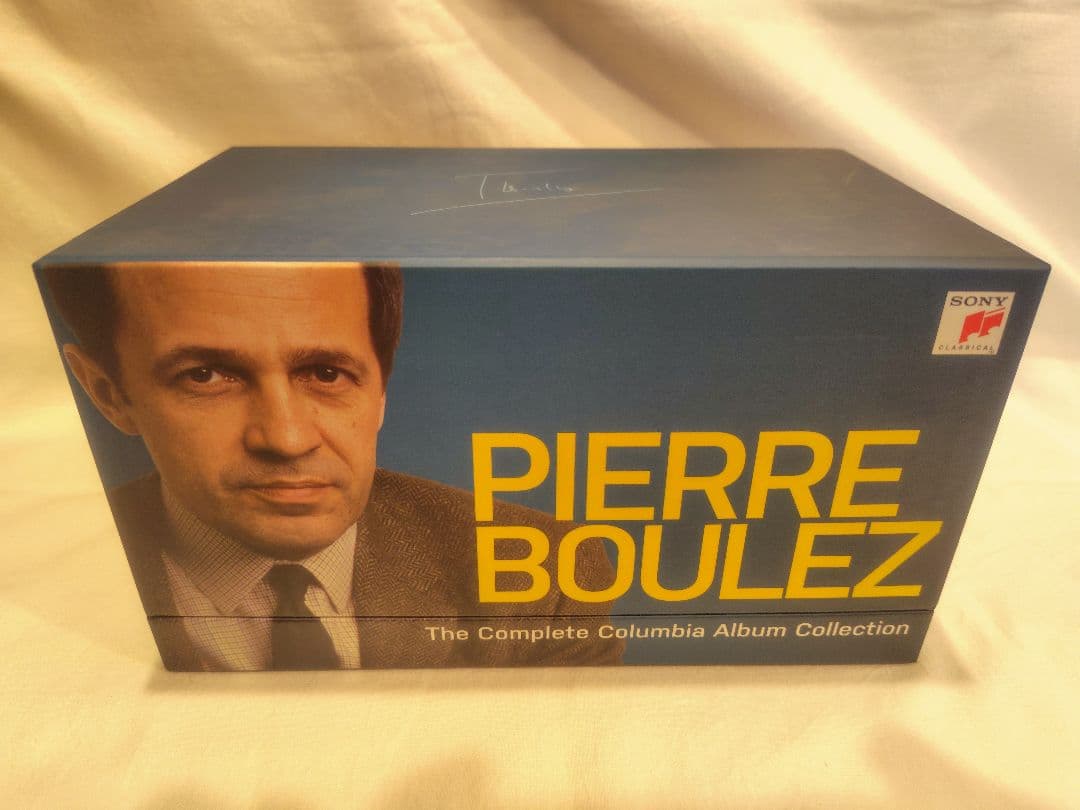 SONY
CLASSICAL
PIERRE
BOULEZ
The Complete Columbia Album Collection